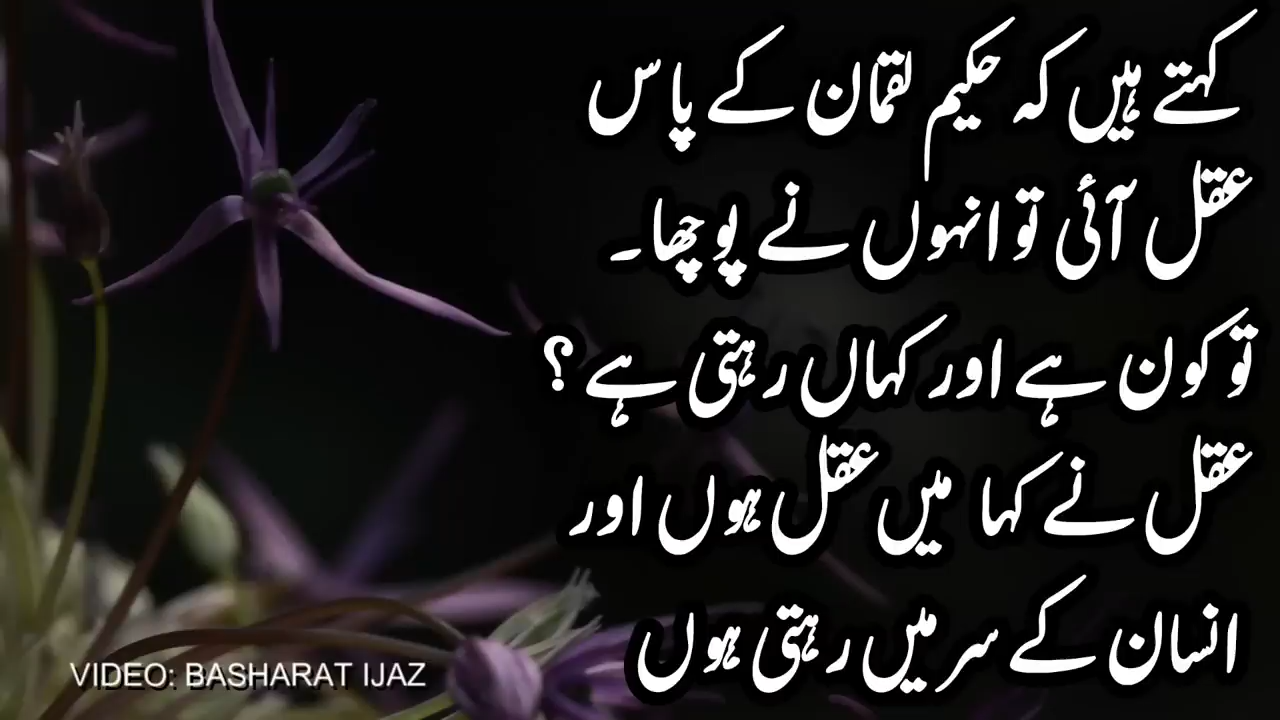 کہتے ہیں کہ حکیم لقمان کے پاس
عقل آئی تو انہوں نے پوچھا۔
تو کون ہے اور کہاں رہتی ہے ؟
عقل نے کہا میں عقل ہوں اور
انسان کے سر میں رہتی ہوں
VIDEO: BASHARAT IJAZ